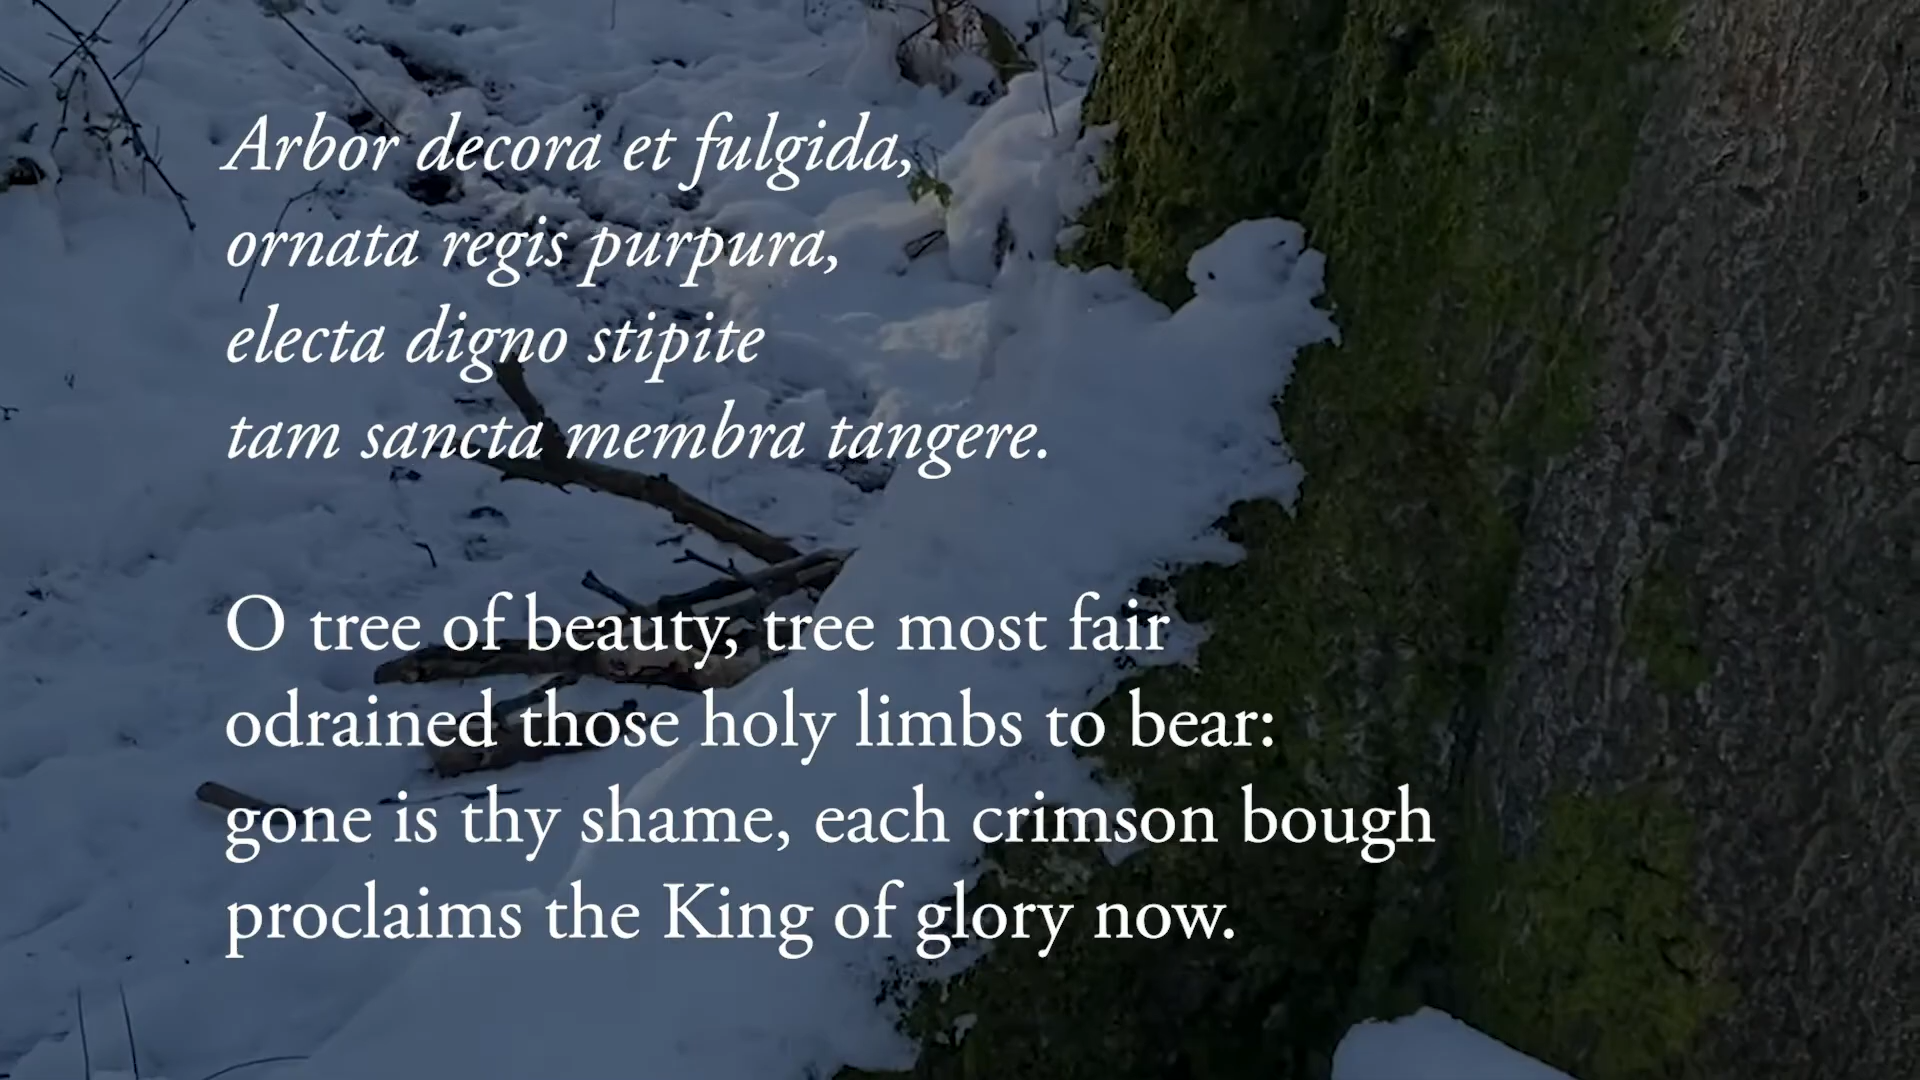 Arbor decora et fulgida,
ornata regis purpura,
electa digno stipite
tam sancta membra tangere.
O tree of beauty, tree most fair
odrained those holy limbs to bear:
gone is thy shame, each crimson bough
proclaims the King of glory now.